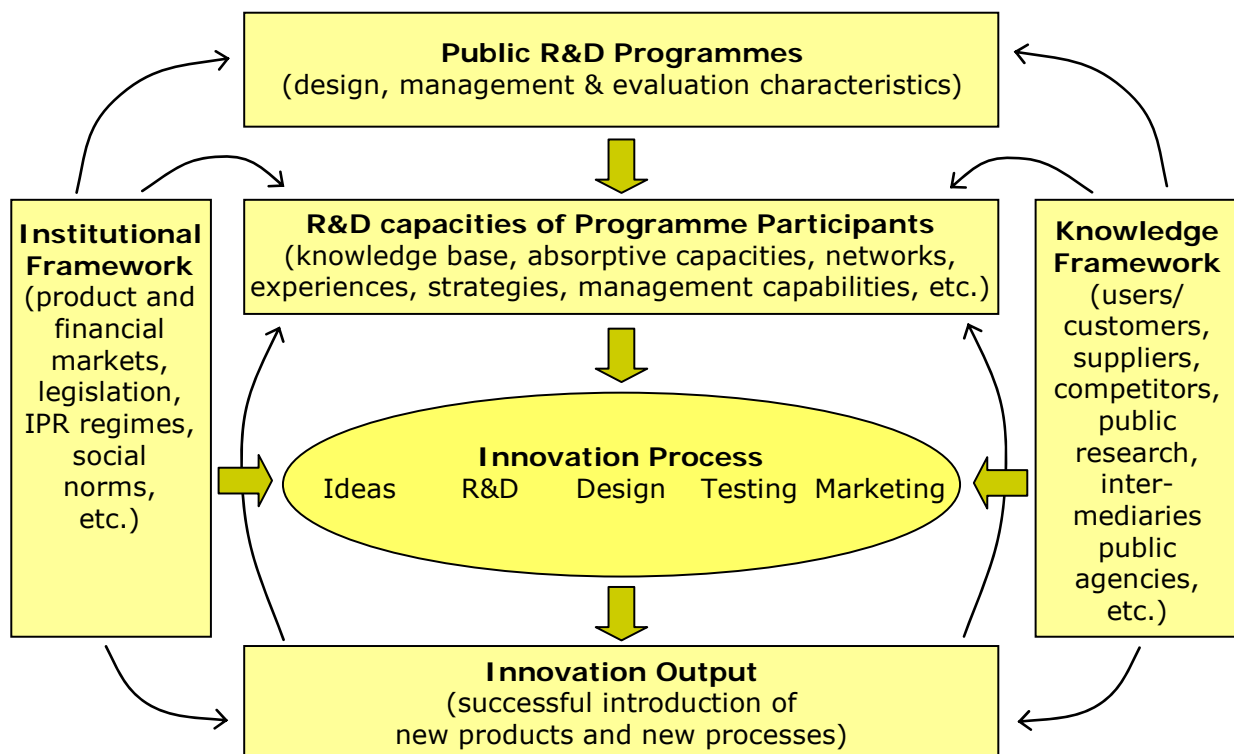 Public R&D Programmes
(design, management & evaluation characteristics)
Institutional
Framework
(product and
financial
markets,
legislation,
IPR regimes,
social
norms,
etc.)
R&D capacities of Programme Participants
(knowledge base, absorptive capacities, networks,
experiences, strategies, management capabilities, etc.)
Knowledge
Framework
(users/
customers,
suppliers,
competitors,
public
research,
inter-
mediaries
public
agencies,
etc.)
Innovation Process
Ideas R&D Design Testing Marketing
Innovation Output
(successful introduction of
new products and new processes)